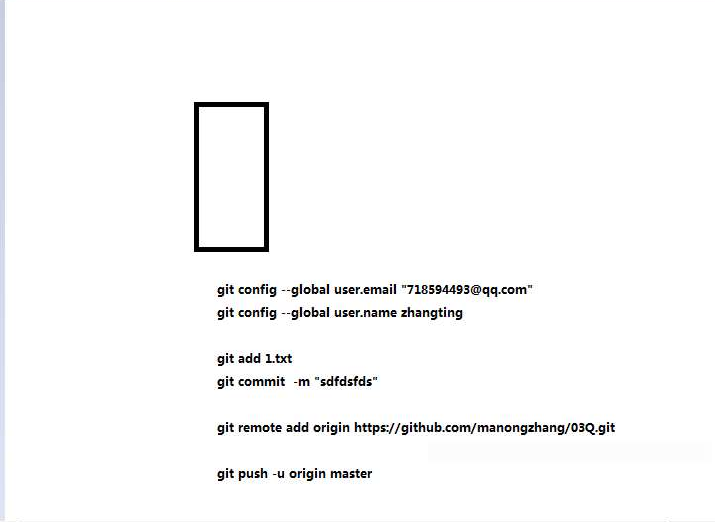 git config --global user.email "718594493@qq.com"
git config --global user.name zhangting
git add 1.txt
git commit  -m "sdfdsfds"
git remote add origin https://github.com/manongzhang/03Q.git
git push -u origin master